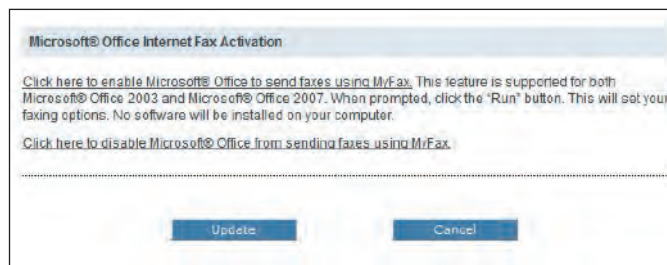 Microsoft® Office Internet Fax Activation
Click here to enable Microsoft® Office to send faxes using MyFax. This feature is supported for both
Microsoft® Office 2003 and Microsoft® Office 2007. When prompted, click the "Run" button. This will set your
faxing options. No software will be installed on your computer.
Click here to disable Microsoft® Office from sending faxes using MyFax.
Update Cancel